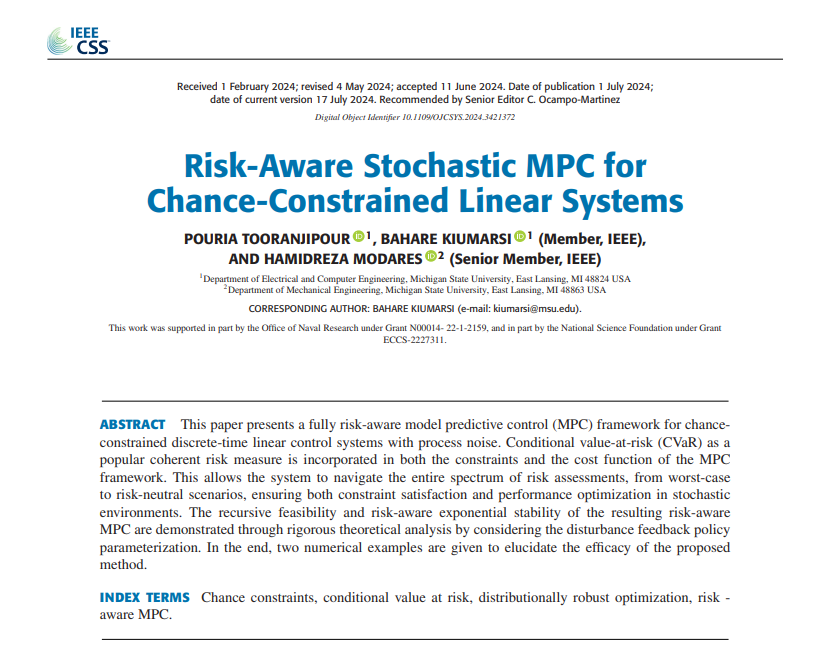 IEEE
CSS
Received 1 February 2024; revised 4 May 2024; accepted 11 June 2024. Date of publication 1 July 2024;
date of current version 17 July 2024. Recommended by Senior Editor C. Ocampo-Martinez
Digital Object Identifier 10.1109/OJCSYS.2024.3421372
Risk-Aware Stochastic MPC for
Chance-Constrained Linear Systems
POURIA TOORANJIPOUR iD 1, BAHARE KIUMARSI iD 1 (Member, IEEE),
AND HAMIDREZA MODARES iD 2 (Senior Member, IEEE)
1Department of Electrical and Computer Engineering, Michigan State University, East Lansing, MI 48824 USA
2Department of Mechanical Engineering, Michigan State University, East Lansing, MI 48863 USA
CORRESPONDING AUTHOR: BAHARE KIUMARSI (e-mail: kiumarsi@msu.edu).
This work was supported in part by the Office of Naval Research under Grant N00014- 22-1-2159, and in part by the National Science Foundation under Grant
ECCS-2227311.
ABSTRACT This paper presents a fully risk-aware model predictive control (MPC) framework for chance-
constrained discrete-time linear control systems with process noise. Conditional value-at-risk (CVaR) as a
popular coherent risk measure is incorporated in both the constraints and the cost function of the MPC
framework. This allows the system to navigate the entire spectrum of risk assessments, from worst-case
to risk-neutral scenarios, ensuring both constraint satisfaction and performance optimization in stochastic
environments. The recursive feasibility and risk-aware exponential stability of the resulting risk-aware
MPC are demonstrated through rigorous theoretical analysis by considering the disturbance feedback policy
parameterization. In the end, two numerical examples are given to elucidate the efficacy of the proposed
method.
INDEX TERMS Chance constraints, conditional value at risk, distributionally robust optimization, risk -
aware MPC.